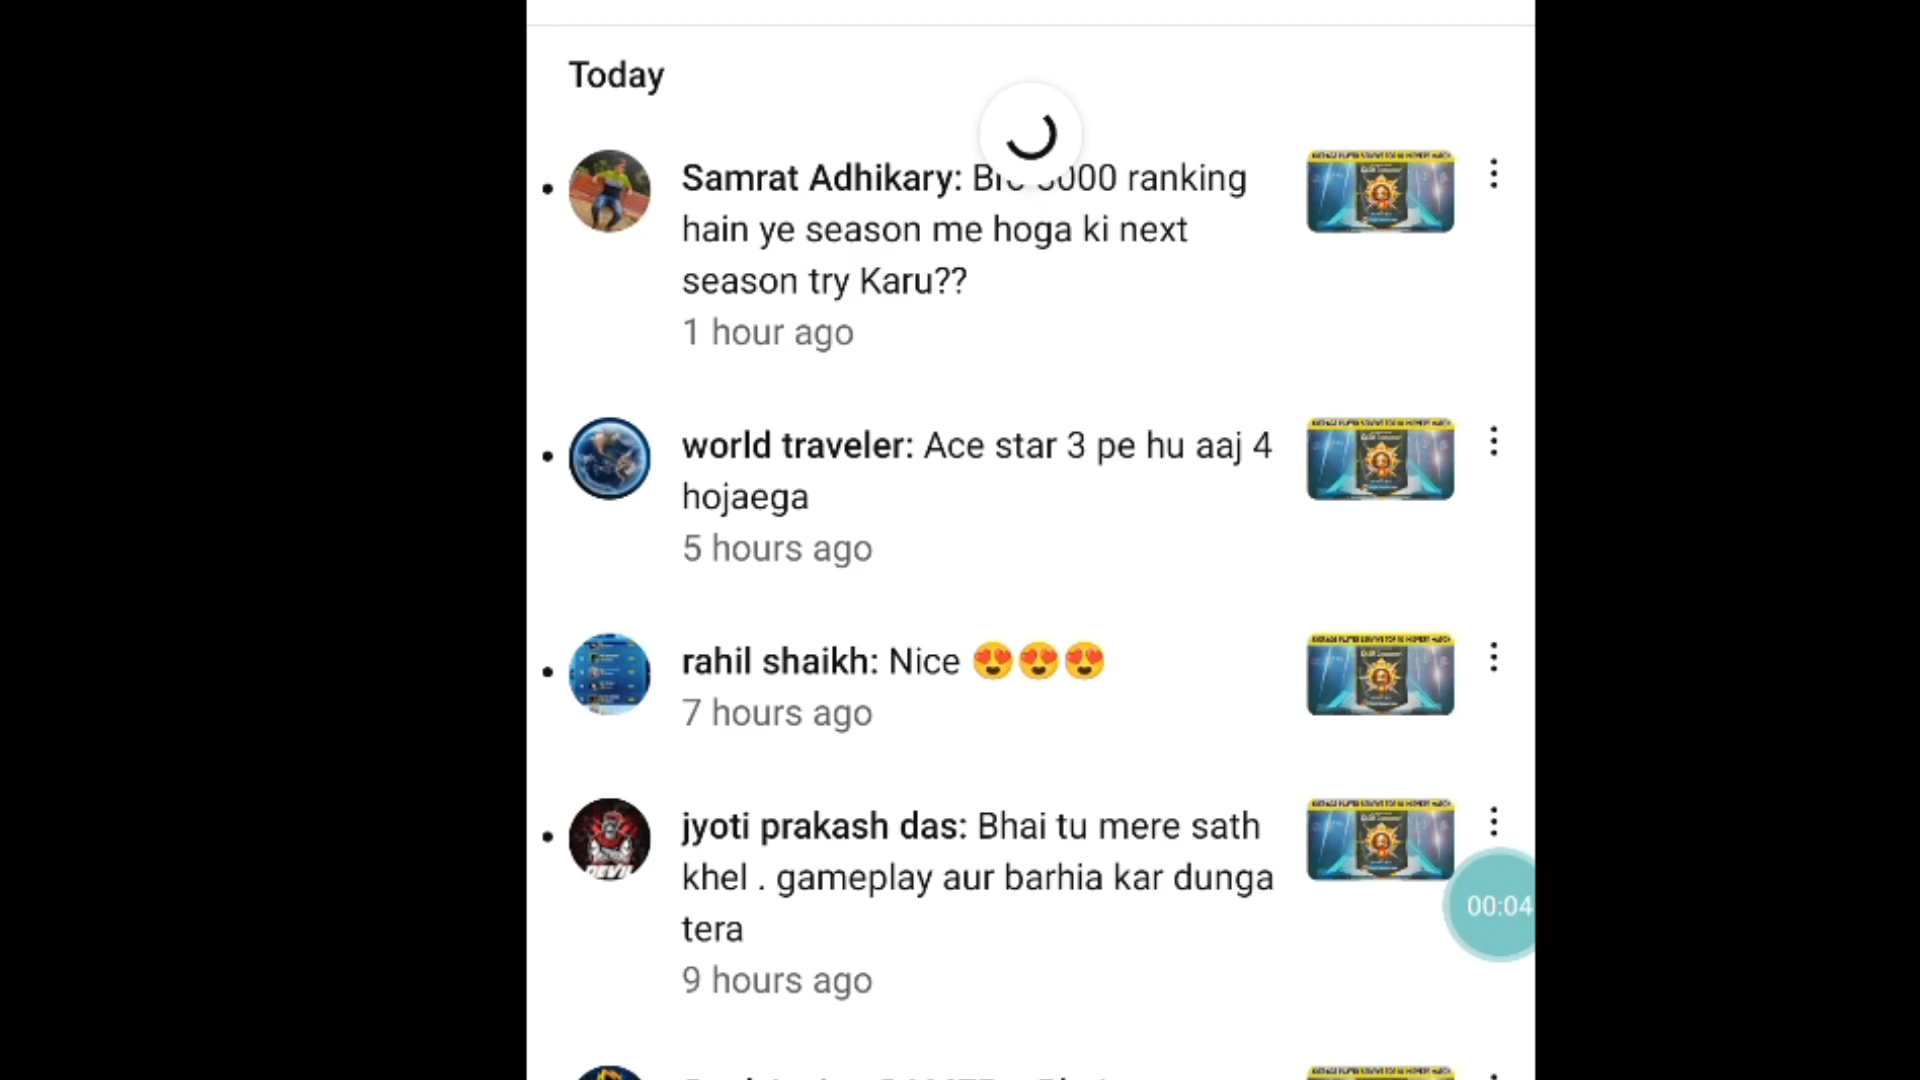 Today
Samrat Adhikary: Bro 000 ranking
hain ye season me hoga ki next
season try Karu??
1 hour ago
world traveler: Ace star 3 pe hu aaj 4
hojaega
5 hours ago
rahil shaikh: Nice 😍😍😍
7 hours ago
jyoti prakash das: Bhai tu mere sath
khel . gameplay aur barhia kar dunga
tera
9 hours ago
00:04